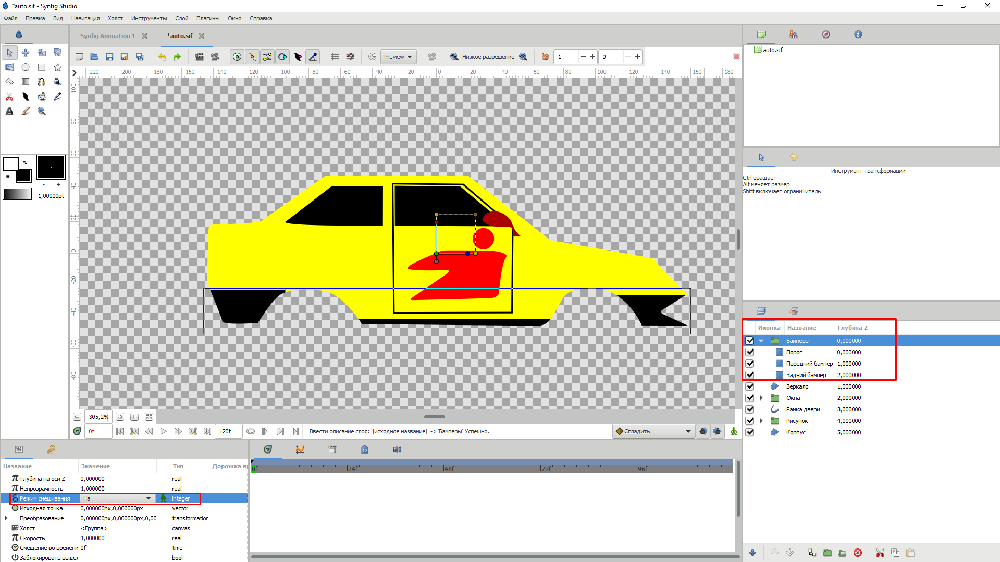 *auto.sif - Synfig Studio
Файл Правка Вид Навигация Холст Инструменты Слой Плагины Окно Справка
Synfig Animation 1 *auto.sif
Preview Низкое разрешение 1 0
-220 -200 -180 -160 -140 -120 -100 -80 -60 -40 -20 0 20 40 60 80 100 120 140 160 180
100
80
60
40
20
0
-20
-40
-60
-80
- +
1,00000pt
305,2%
0f 120f Ввести описание слоя: '[исходное название]' -> 'Бамперы' Успешно. Сгладить
auto.sif
Инструмент трансформации
Ctrl вращает
Alt меняет размер
Shift включает ограничитель
Иконка Название Глубина Z
Бамперы 0,000000
Порог 0,000000
Передний бампер 1,000000
Задний бампер 2,000000
Зеркало 1,000000
Окна 2,000000
Рамка двери 3,000000
Рисунок 4,000000
Корпус 5,000000
Название Значение Тип Дорожка в
Глубина на оси Z 0,000000 real
Непрозрачность 1,000000 real
Режим смешивания На integer
Исходная точка 0,000000px,0,000000px vector
Преобразование 0,000000px,0,000000px,0,00 transformation
Холст <Группа> canvas
Скорость 1,000000 real
Смещение во времени 0f time
Заблокировать выдел bool
0f 24f 48f 72f 96f